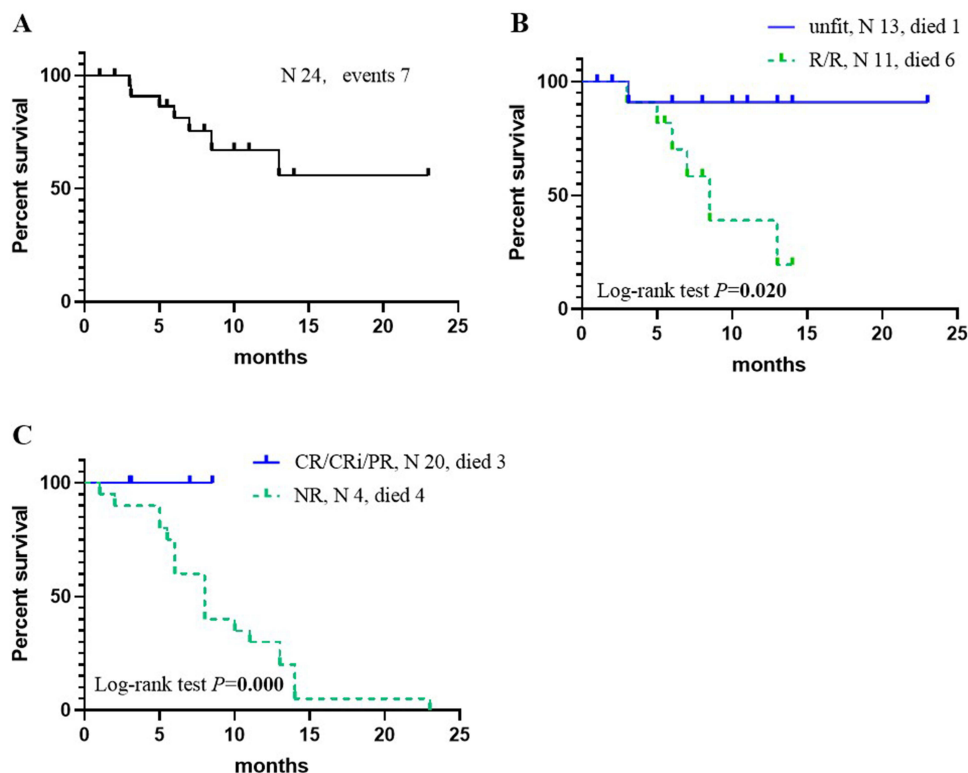 A
N 24, events 7
Percent survival
100
50
0
0 5 10 15 20 25
months
B
unfit, N 13, died 1
R/R, N 11, died 6
Percent survival
100
50
0
Log-rank test P=0.020
0 5 10 15 20 25
months
C
CR/CRi/PR, N 20, died 3
NR, N 4, died 4
Percent survival
100
50
0
Log-rank test P=0.000
0 5 10 15 20 25
months